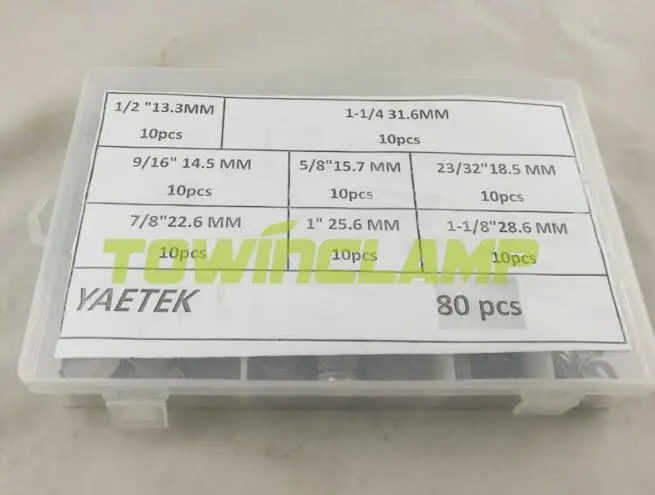 1/2 "13.3MM
10pcs
1-1/4 31.6MM
10pcs
9/16" 14.5 MM
10pcs
5/8"15.7 MM
10pcs
23/32"18.5 MM
10pcs
7/8"22.6 MM
10pcs
1" 25.6 MM
10pcs
1-1/8"28.6 MM
10pcs
TOWINCLAMP
YAETEK
80 pcs